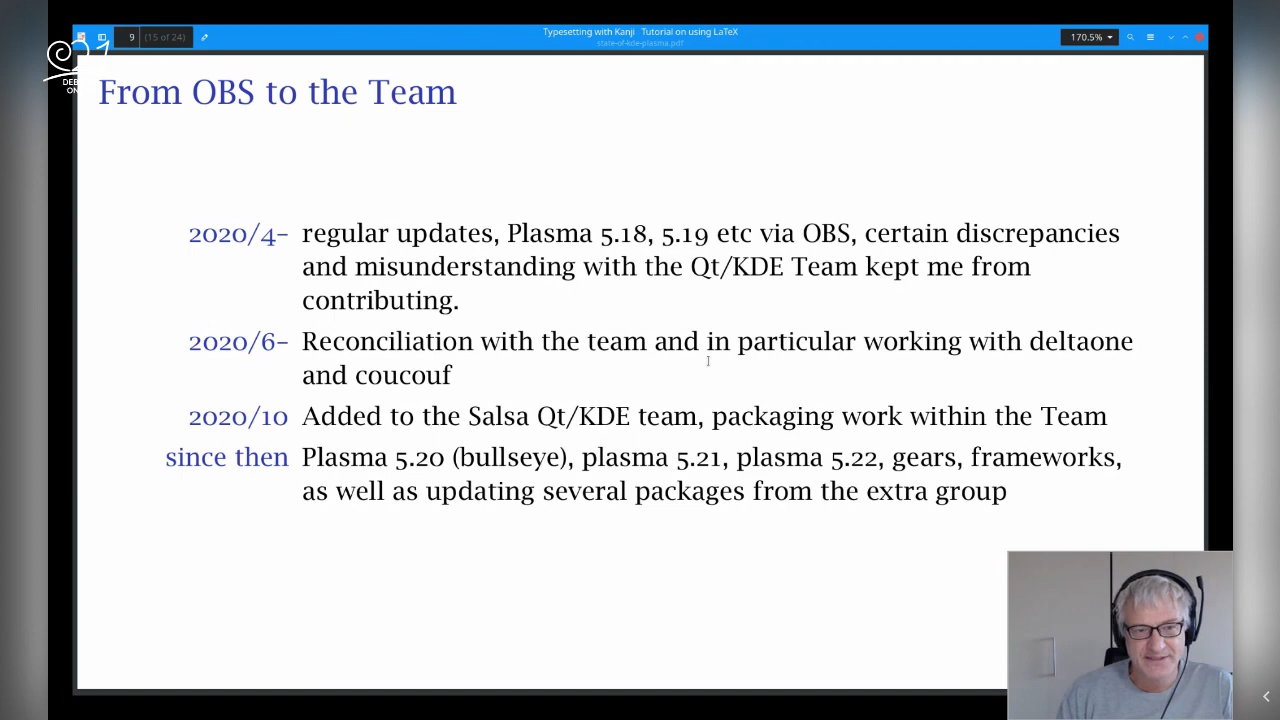 9 (15 of 24)
Typesetting with Kanji Tutorial on using LaTeX
state-of-kde-plasma.pdf
170.5%
DEB
ON
From OBS to the Team
2020/4– regular updates, Plasma 5.18, 5.19 etc via OBS, certain discrepancies
and misunderstanding with the Qt/KDE Team kept me from
contributing.
2020/6– Reconciliation with the team and in particular working with deltaone
and coucouf
2020/10 Added to the Salsa Qt/KDE team, packaging work within the Team
since then Plasma 5.20 (bullseye), plasma 5.21, plasma 5.22, gears, frameworks,
as well as updating several packages from the extra group